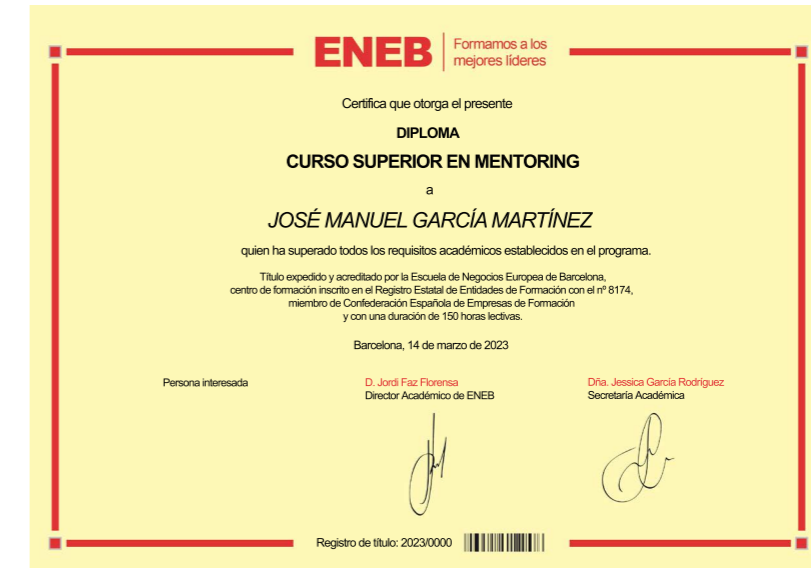 ENEB
Formamos a los
mejores líderes
Certifica que otorga el presente
DIPLOMA
CURSO SUPERIOR EN MENTORING
a
JOSÉ MANUEL GARCÍA MARTÍNEZ
quien ha superado todos los requisitos académicos establecidos en el programa.
Título expedido y acreditado por la Escuela de Negocios Europea de Barcelona,
centro de formación inscrito en el Registro Estatal de Entidades de Formación con el nº 8174,
miembro de Confederación Española de Empresas de Formación
y con una duración de 150 horas lectivas.
Barcelona, 14 de marzo de 2023
Persona interesada
D. Jordi Faz Florensa
Director Académico de ENEB
Dña. Jessica García Rodríguez
Secretaría Académica
Registro de título: 2023/0000